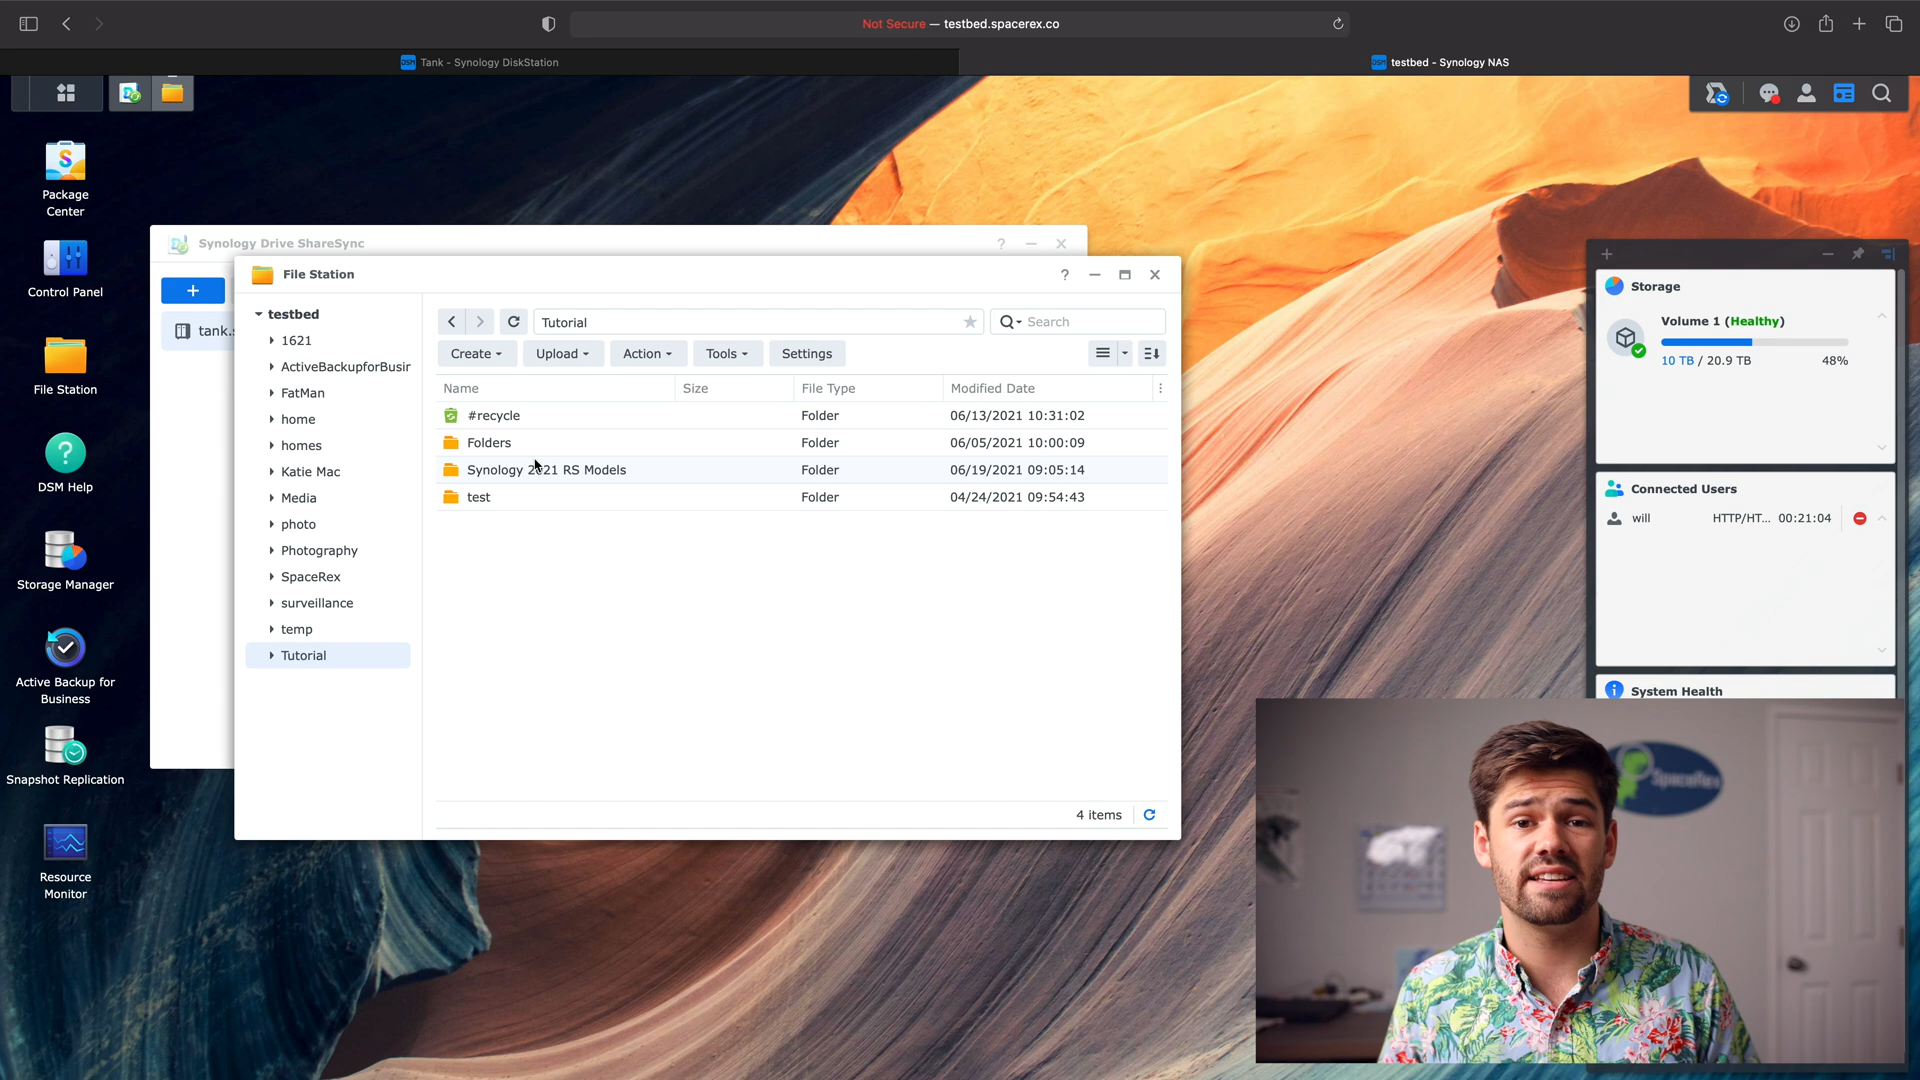 Not Secure — testbed.spacerex.co
Tank - Synology DiskStation
testbed - Synology NAS
Package
Center
Control Panel
File Station
DSM Help
Storage Manager
Active Backup for
Business
Snapshot Replication
Resource
Monitor
Synology Drive ShareSync
tank.s
File Station
testbed
1621
ActiveBackupforBusir
FatMan
home
homes
Katie Mac
Media
photo
Photography
SpaceRex
surveillance
temp
Tutorial
Tutorial
Search
Create
Upload
Action
Tools
Settings
Name
Size
File Type
Modified Date
#recycle Folder 06/13/2021 10:31:02
Folders Folder 06/05/2021 10:00:09
Synology 2021 RS Models Folder 06/19/2021 09:05:14
test Folder 04/24/2021 09:54:43
4 items
Storage
Volume 1 (Healthy)
10 TB / 20.9 TB 48%
Connected Users
will HTTP/HT... 00:21:04
System Health
SpaceRex